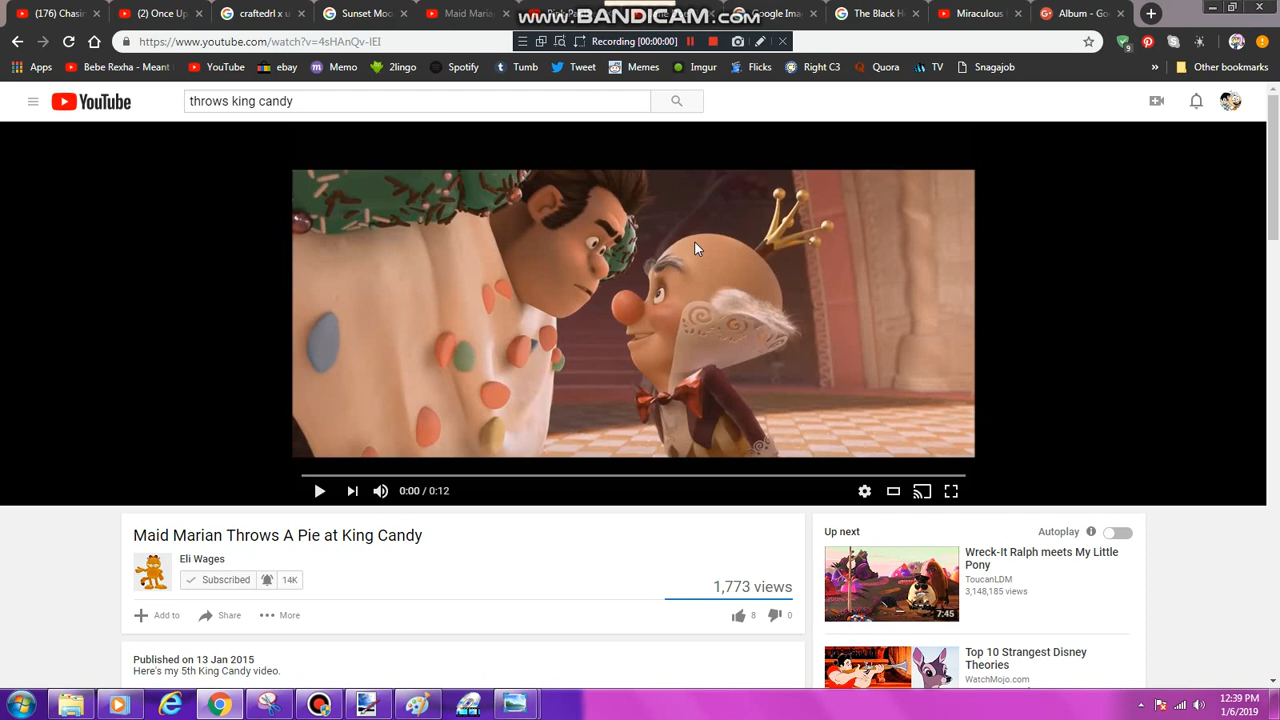 (176) Chasin
(2) Once Up
craftedrl x
Maid Maria
Google Ima
The Black
Miraculous
Album - G
www.BANDICAM.com
https://www.youtube.com/watch?v=4sHAnQv-lEI
Recording [00:00:00]
9
Apps
Bebe Rexha - Meant
YouTube
ebay
Memo
2lingo
Spotify
Tumb
Tweet
Memes
Imgur
Flicks
Right C3
Quora
TV
Snagajob
»
Other bookmarks
YouTube
throws king candy
0:00 / 0:12
Maid Marian Throws A Pie at King Candy
Eli Wages
Subscribed
14K
1,773 views
Add to
Share
More
8
0
Published on 13 Jan 2015
Here's my 5th King Candy video.
Up next
Autoplay
Wreck-It Ralph meets My Little
Pony
ToucanLDM
3,148,185 views
7:45
Top 10 Strangest Disney
Theories
WatchMojo.com
12:39 PM
1/6/2019